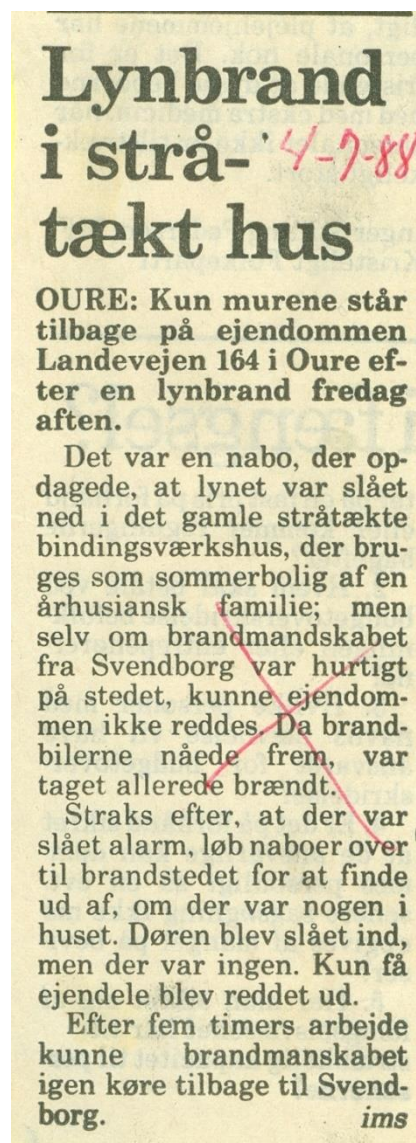 Lynbrand
i strå-
4-7-88
tækt hus
OURE: Kun murene står
tilbage på ejendommen
Landevejen 164 i Oure ef-
ter en lynbrand fredag
aften.
Det var en nabo, der op-
dagede, at lynet var slået
ned i det gamle stråtækte
bindingsværkshus, der bru-
ges som sommerbolig af en
århusiansk familie; men
selv om brandmandskabet
fra Svendborg var hurtigt
på stedet, kunne ejendom-
men ikke reddes. Da brand-
bilerne nåede frem, var
taget allerede brændt.
Straks efter, at der var
slået alarm, løb naboer over
til brandstedet for at finde
ud af, om der var nogen i
huset. Døren blev slået ind,
men der var ingen. Kun få
ejendele blev reddet ud.
Efter fem timers arbejde
kunne brandmanskabet
igen køre tilbage til Svend-
borg. ims